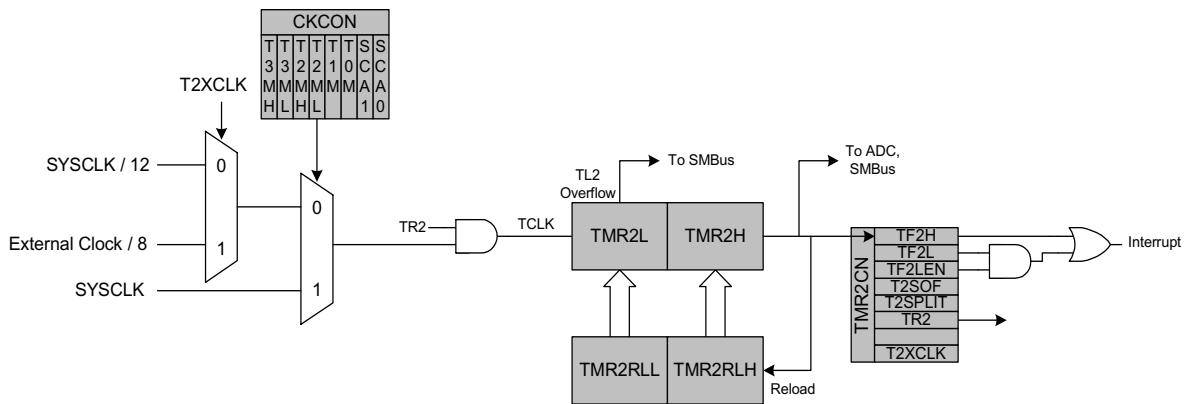 CKCON
T3MH
T3ML
T2MH
T2ML
T1M
T0M
SCA1
SCA0
T2XCLK
SYSCLK / 12
0
External Clock / 8
1
SYSCLK
0
1
TR2
TCLK
TL2
Overflow
To SMBus
TMR2L
TMR2H
To ADC,
SMBus
TMR2RLL
TMR2RLH
Reload
TMR2CN
TF2H
TF2L
TF2LEN
T2SOF
T2SPLIT
TR2
T2XCLK
Interrupt